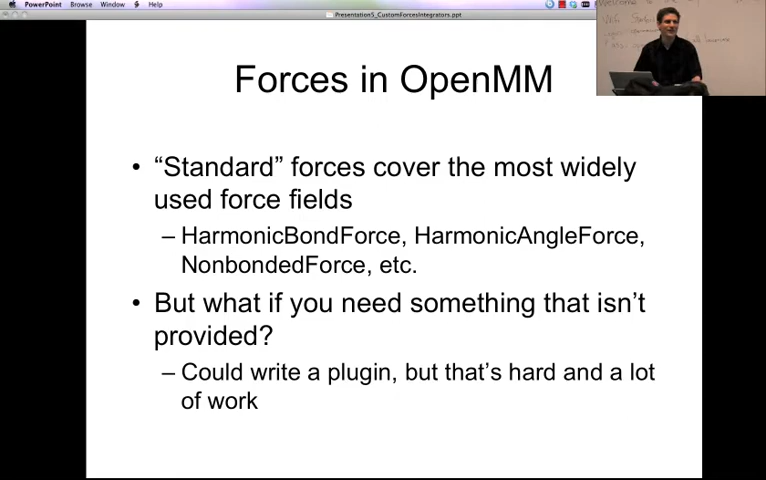 PowerPoint Browse Window Help
Presentation5_CustomForcesIntegrators.ppt
Forces in OpenMM
• “Standard” forces cover the most widely
used force fields
– HarmonicBondForce, HarmonicAngleForce,
NonbondedForce, etc.
• But what if you need something that isn’t
provided?
– Could write a plugin, but that’s hard and a lot
of work